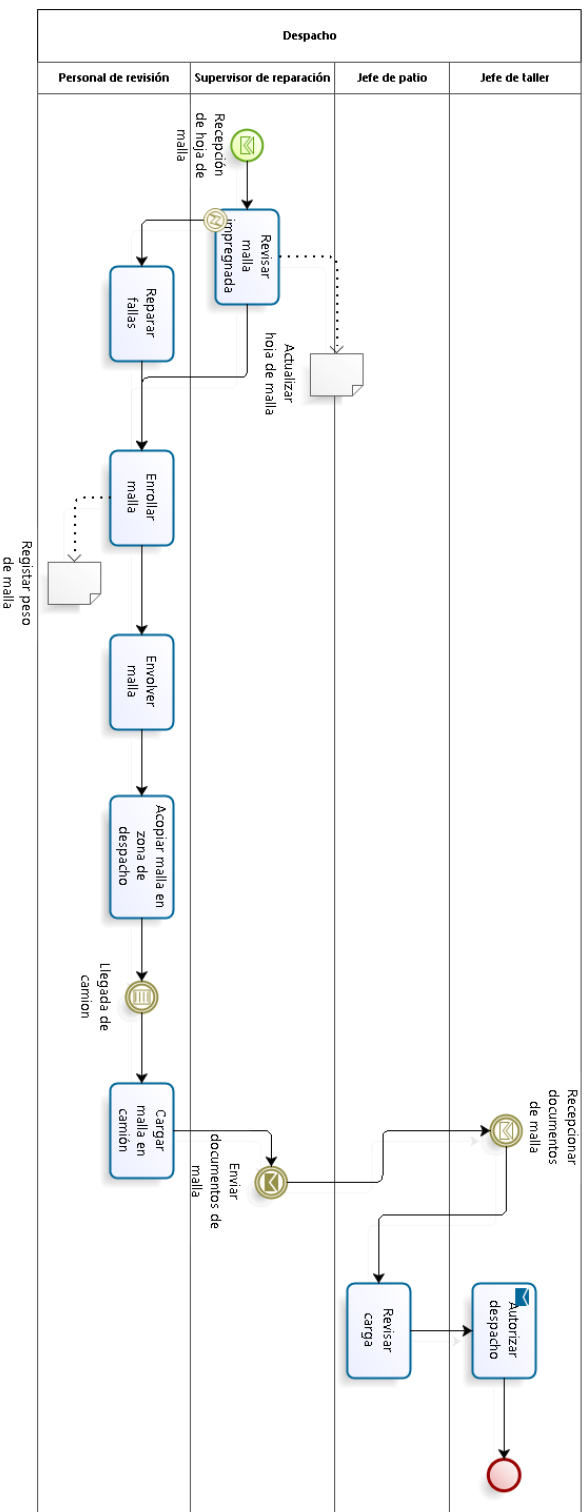 Despacho
Personal de revisión
Supervisor de reparación
Jefe de patio
Jefe de taller
Recepción
de hoja de
malla
Revisar
malla
impregnada
Reparar
fallas
Actualizar
hoja de malla
Enrollar
malla
Registar peso
de malla
Envolver
malla
Acopiar malla en
zona de
despacho
Llegada de
camion
Cargar
malla en
camión
Enviar
documentos de
malla
Recepcionar
documentos
de malla
Revisar
carga
Autorizar
despacho